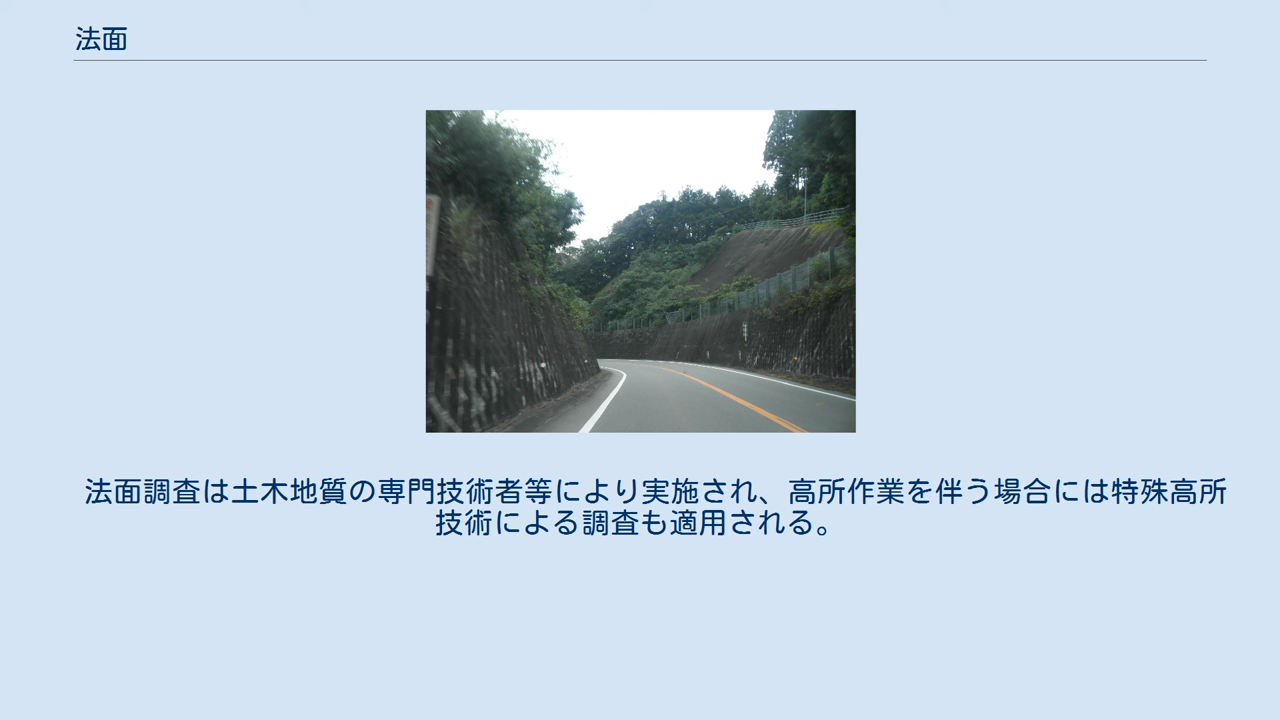 法面
法面調査は土木地質の専門技術者等により実施され、高所作業を伴う場合には特殊高所
技術による調査も適用される。